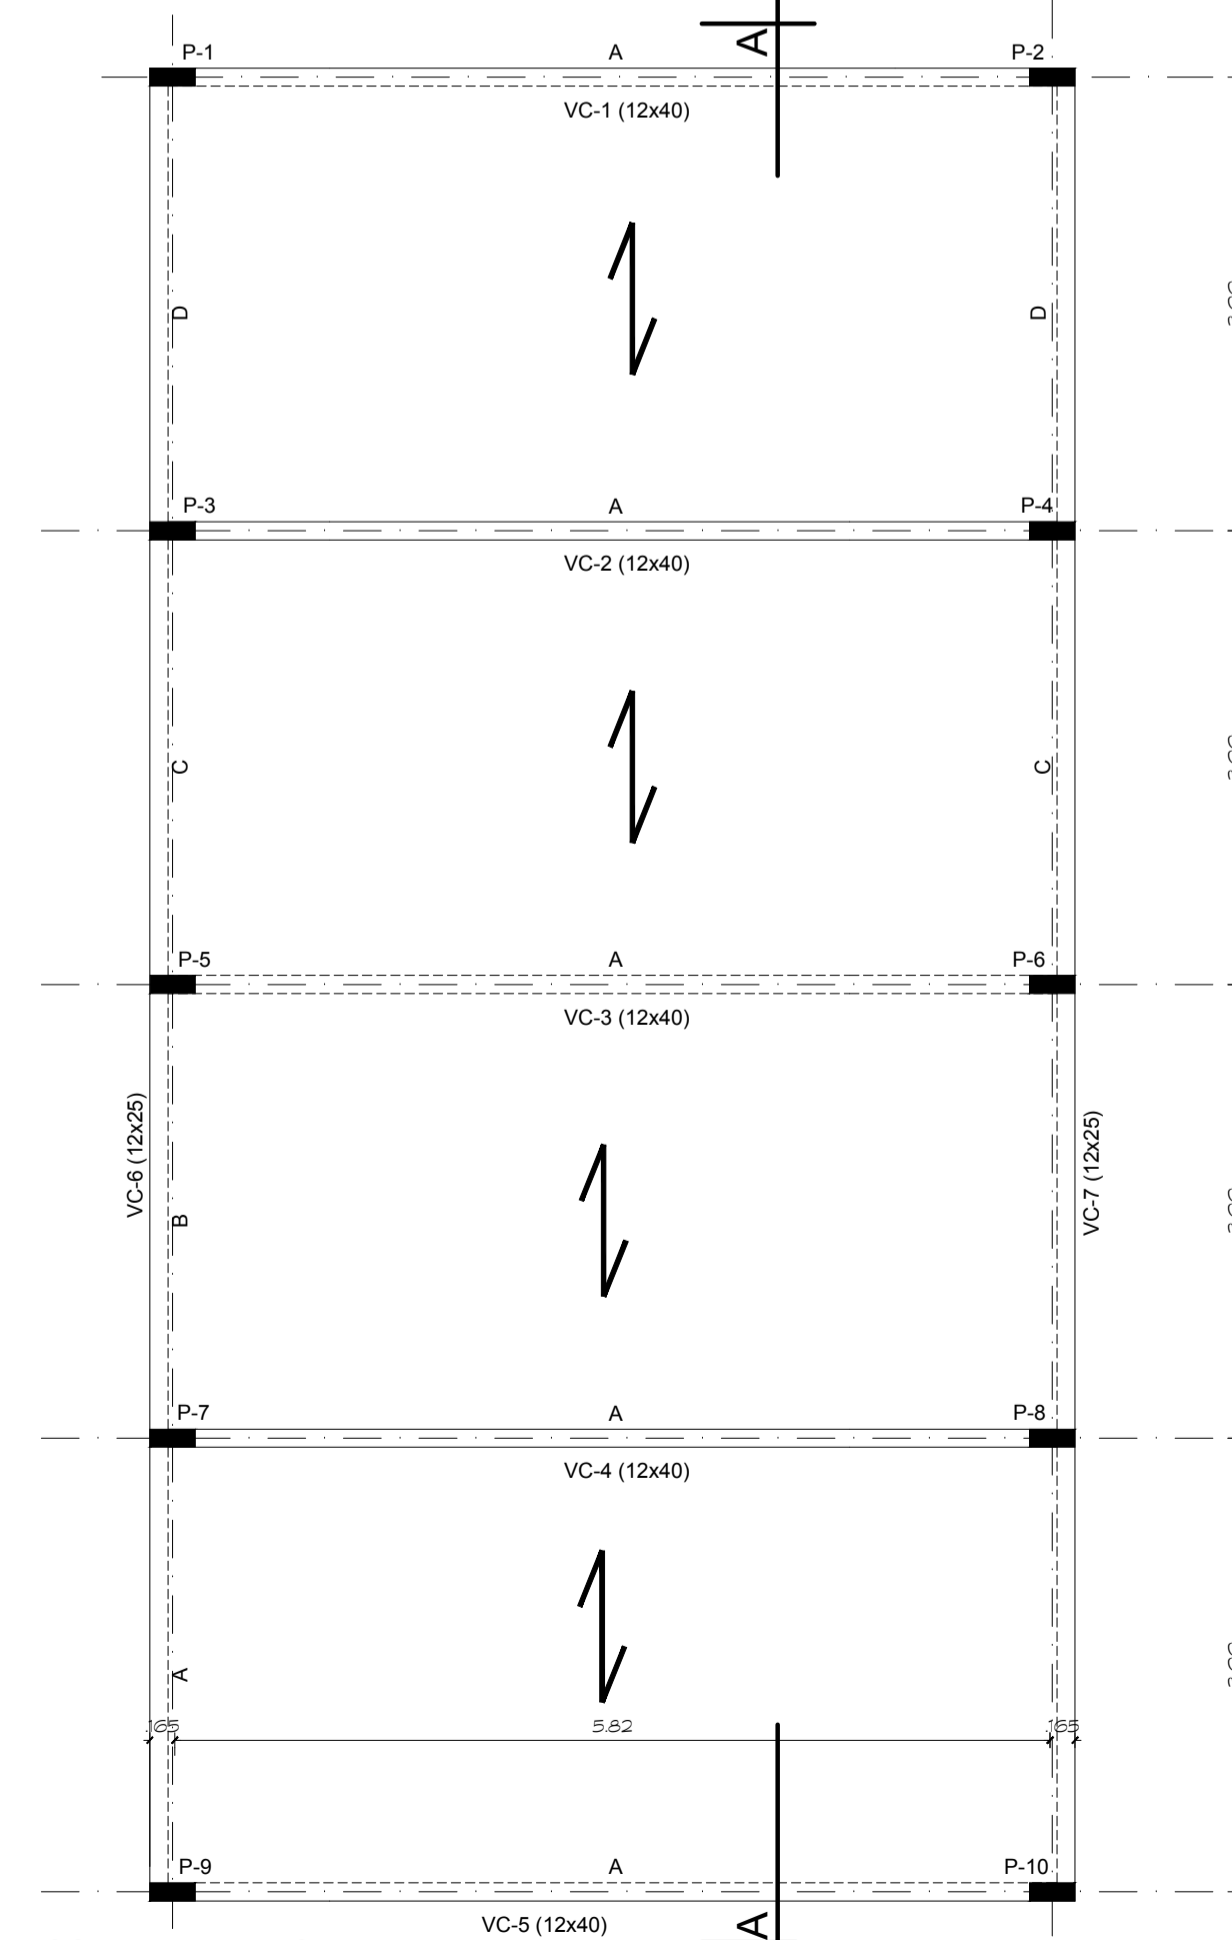 A
P-1
A
P-2
VC-1 (12x40)
D
D
P-3
A
P-4
VC-2 (12x40)
C
C
P-5
A
P-6
VC-3 (12x40)
VC-6 (12x25)
VC-7 (12x25)
B
P-7
A
P-8
VC-4 (12x40)
A
.165
5.82
.165
P-9
A
P-10
VC-5 (12x40)
A